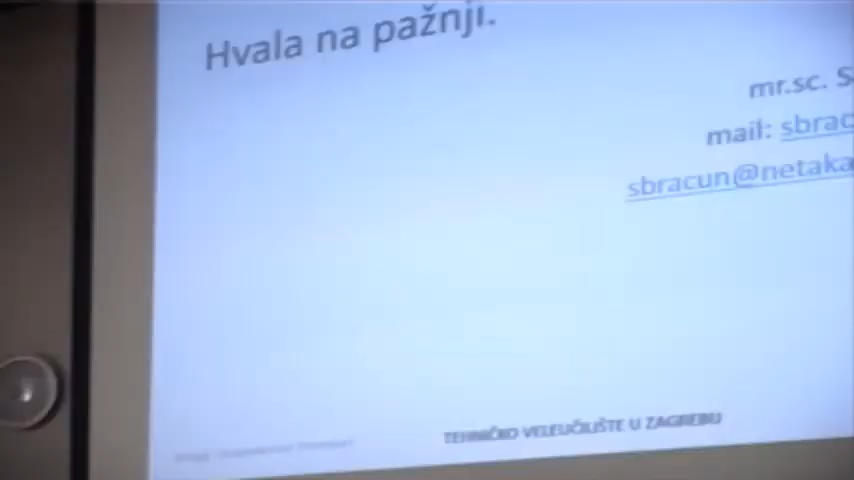 Hvala na pažnji.
mr.sc. S
mail: sbrac
sbracun@netaka
TEHNIČKO VELEUČILIŠTE U ZAGREBU